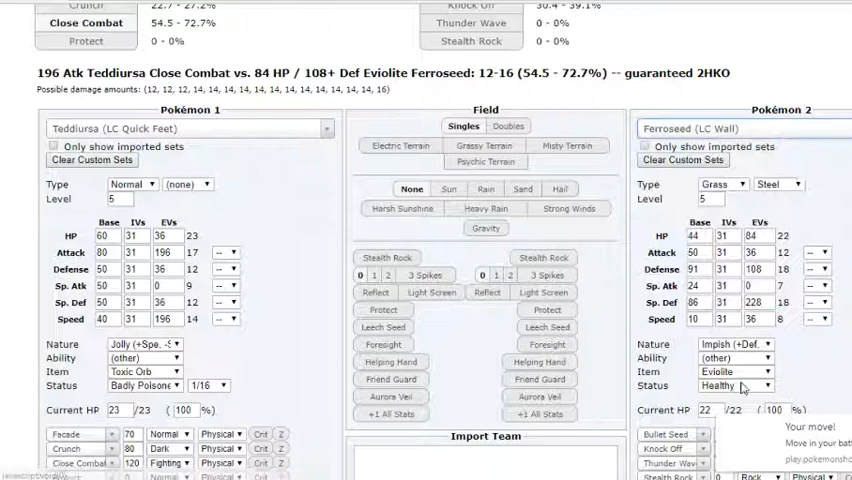 Crunch 22.7 - 27.2% Knock Off 30.4 - 39.1%
Close Combat 54.5 - 72.7% Thunder Wave 0 - 0%
Protect 0 - 0% Stealth Rock 0 - 0%
196 Atk Teddiursa Close Combat vs. 84 HP / 108+ Def Eviolite Ferroseed: 12-16 (54.5 - 72.7%) -- guaranteed 2HKO
Possible damage amounts: (12, 12, 12, 14, 14, 14, 14, 14, 14, 14, 14, 14, 14, 14, 14, 16)
Pokémon 1
Teddiursa (LC Quick Feet)
Only show imported sets
Clear Custom Sets
Type Normal (none)
Level 5
Base IVs EVs
HP 60 31 36 23
Attack 80 31 196 17 --
Defense 50 31 36 12 --
Sp. Atk 50 31 0 9 --
Sp. Def 50 31 36 12 --
Speed 40 31 196 14 --
Nature Jolly (+Spe, -S
Ability (other)
Item Toxic Orb
Status Badly Poisone 1/16
Current HP 23 /23 ( 100 %)
Facade 70 Normal Physical Crit Z
Crunch 80 Dark Physical Crit Z
Close Combat 120 Fighting Physical Crit Z
Field
Singles Doubles
Electric Terrain Grassy Terrain Misty Terrain
Psychic Terrain
None Sun Rain Sand Hail
Harsh Sunshine Heavy Rain Strong Winds
Gravity
Stealth Rock Stealth Rock
0 1 2 3 Spikes 0 1 2 3 Spikes
Reflect Light Screen Reflect Light Screen
Protect Protect
Leech Seed Leech Seed
Foresight Foresight
Helping Hand Helping Hand
Friend Guard Friend Guard
Aurora Veil Aurora Veil
+1 All Stats +1 All Stats
Import Team
Pokémon 2
Ferroseed (LC Wall)
Only show imported sets
Clear Custom Sets
Type Grass Steel
Level 5
Base IVs EVs
HP 44 31 84 22
Attack 50 31 36 12 --
Defense 91 31 108 18 --
Sp. Atk 24 31 0 7 --
Sp. Def 86 31 228 18 --
Speed 10 31 36 8 --
Nature Impish (+Def,
Ability (other)
Item Eviolite
Status Healthy
Current HP 22 /22 ( 100 %)
Bullet Seed
Knock Off
Thunder Wave
Stealth Rock 0 Rock Physical
Your move!
Move in your bat
play.pokemonsho